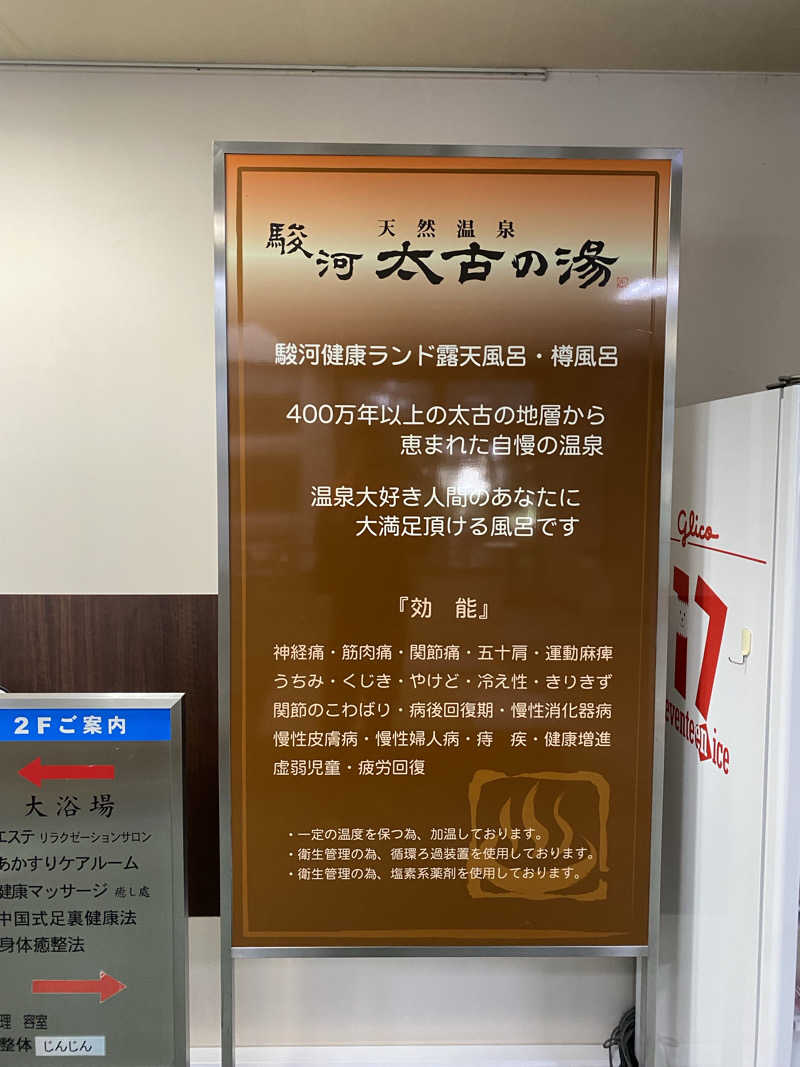 天然温泉
駿河 太古の湯
駿河健康ランド露天風呂・樽風呂
400万年以上の太古の地層から
恵まれた自慢の温泉
温泉大好き人間のあなたに
大満足頂ける風呂です
『効 能』
神経痛・筋肉痛・関節痛・五十肩・運動麻痺
うちみ・くじき・やけど・冷え性・きりきず
関節のこわばり・病後回復期・慢性消化器病
慢性皮膚病・慢性婦人病・痔 疾・健康増進
虚弱児童・疲労回復
・一定の温度を保つ為、加温しております。
・衛生管理の為、循環ろ過装置を使用しております。
・衛生管理の為、塩素系薬剤を使用しております。
2Fご案内
大浴場
エステ リラクゼーションサロン
あかすりケアルーム
健康マッサージ 癒し處
中国式足裏健康法
身体癒整法
理 容室
整体 じんじん
Glico
17
eventeen ice